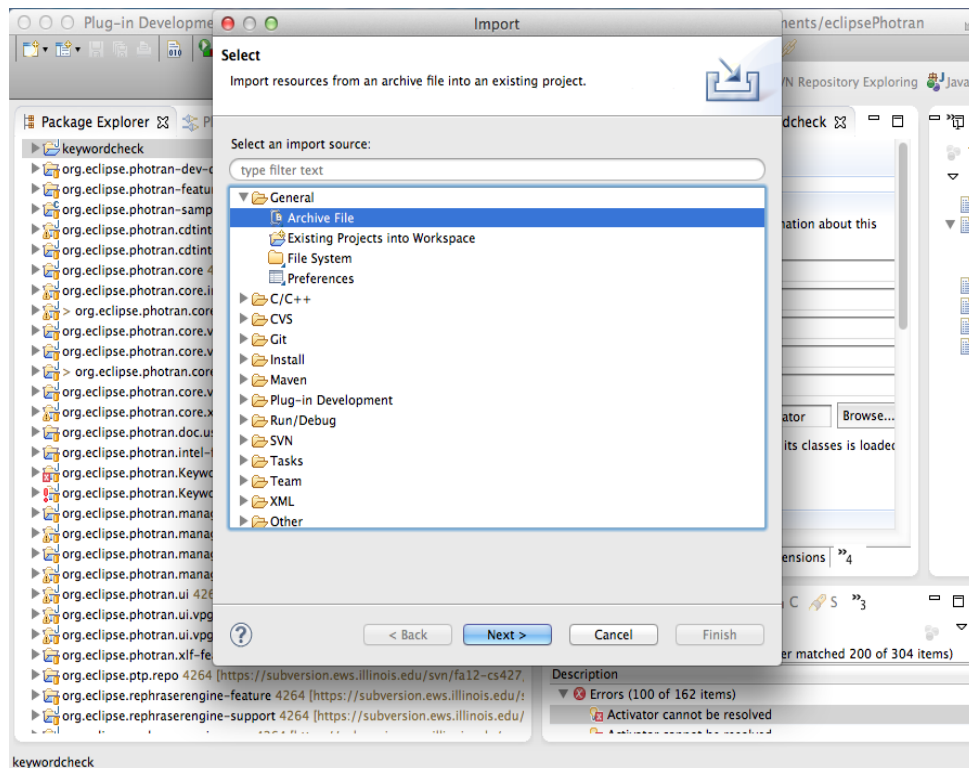 Plug-in Developme
Import
ments/eclipsePhotran
Select
Import resources from an archive file into an existing project.
N Repository Exploring
Java
Package Explorer
dcheck
keywordcheck
org.eclipse.photran-dev-
org.eclipse.photran-featu
org.eclipse.photran-samp
org.eclipse.photran.cdtint
org.eclipse.photran.cdtint
org.eclipse.photran.core 4
org.eclipse.photran.core.i
> org.eclipse.photran.core
org.eclipse.photran.core.v
org.eclipse.photran.core.v
> org.eclipse.photran.core
org.eclipse.photran.core.v
org.eclipse.photran.core.x
org.eclipse.photran.doc.u
org.eclipse.photran.intel-
org.eclipse.photran.Keywo
org.eclipse.photran.Keywo
org.eclipse.photran.mana
org.eclipse.photran.mana
org.eclipse.photran.mana
org.eclipse.photran.mana
org.eclipse.photran.ui 426
org.eclipse.photran.ui.vpg
org.eclipse.photran.ui.vpg
org.eclipse.photran.xlf-fe
org.eclipse.ptp.repo 4264 [https://subversion.ews.illinois.edu/svn/fa12-cs427
org.eclipse.rephraserengine-feature 4264 [https://subversion.ews.illinois.edu/
org.eclipse.rephraserengine-support 4264 [https://subversion.ews.illinois.edu/
Select an import source:
type filter text
General
Archive File
Existing Projects into Workspace
File System
Preferences
C/C++
CVS
Git
Install
Maven
Plug-in Development
Run/Debug
SVN
Tasks
Team
XML
Other
?
< Back
Next >
Cancel
Finish
mation about this
ator
Browse...
its classes is loaded
ensions
»4
C
S
»3
er matched 200 of 304 items)
Description
Errors (100 of 162 items)
Activator cannot be resolved
Activator cannot be resolved
keywordcheck